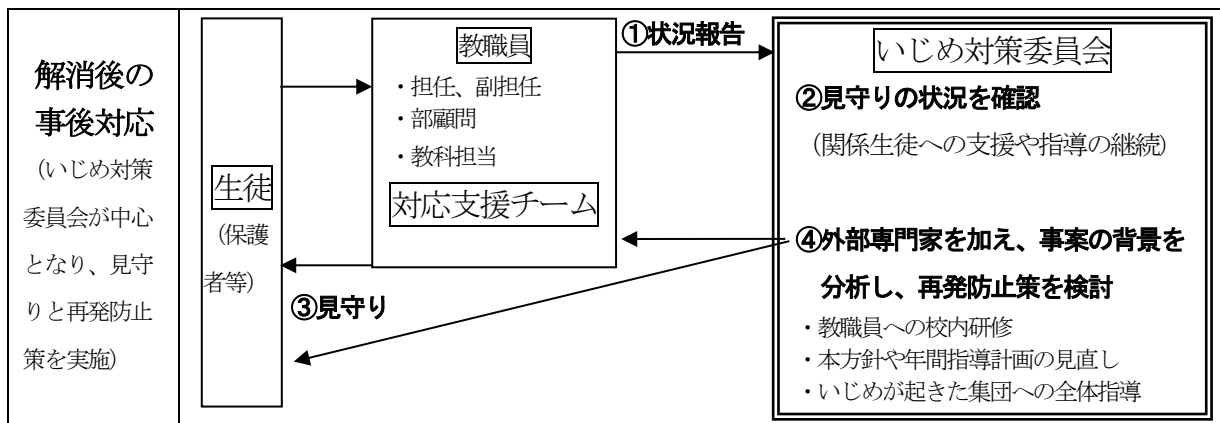 解消後の
事後対応
(いじめ対策
委員会が中心
となり、見守
りと再発防止
策を実施)
生徒
(保護
者等)
教職員
・担任、副担任
・部顧問
・教科担当
対応支援チーム
①状況報告
③見守り
いじめ対策委員会
②見守りの状況を確認
(関係生徒への支援や指導の継続)
④外部専門家を加え、事案の背景を
分析し、再発防止策を検討
・教職員への校内研修
・本方針や年間指導計画の見直し
・いじめが起きた集団への全体指導